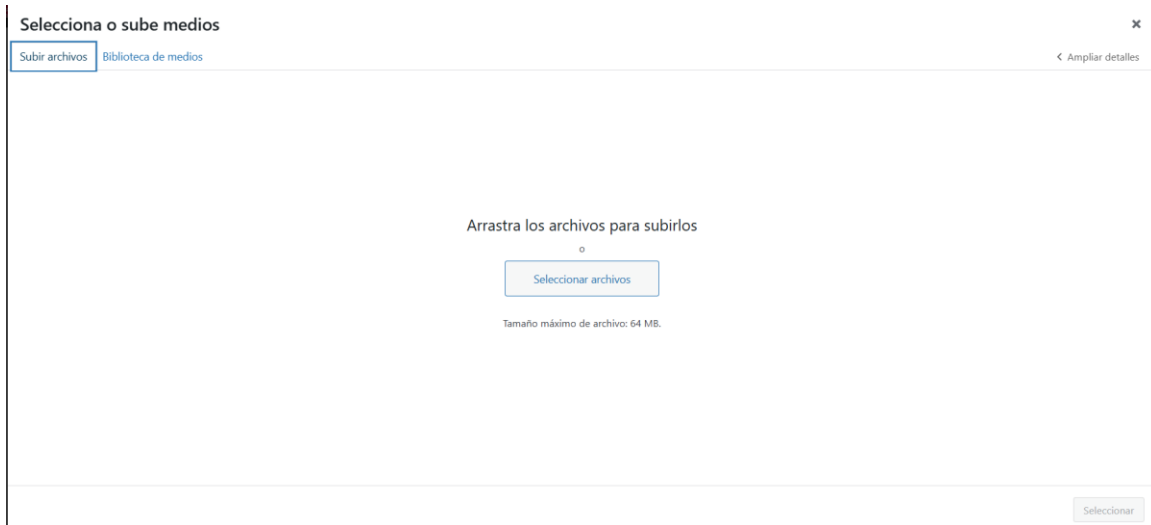 Selecciona o sube medios
Subir archivos Biblioteca de medios
Ampliar detalles
Arrastra los archivos para subirlos
o
Seleccionar archivos
Tamaño máximo de archivo: 64 MB.
Seleccionar